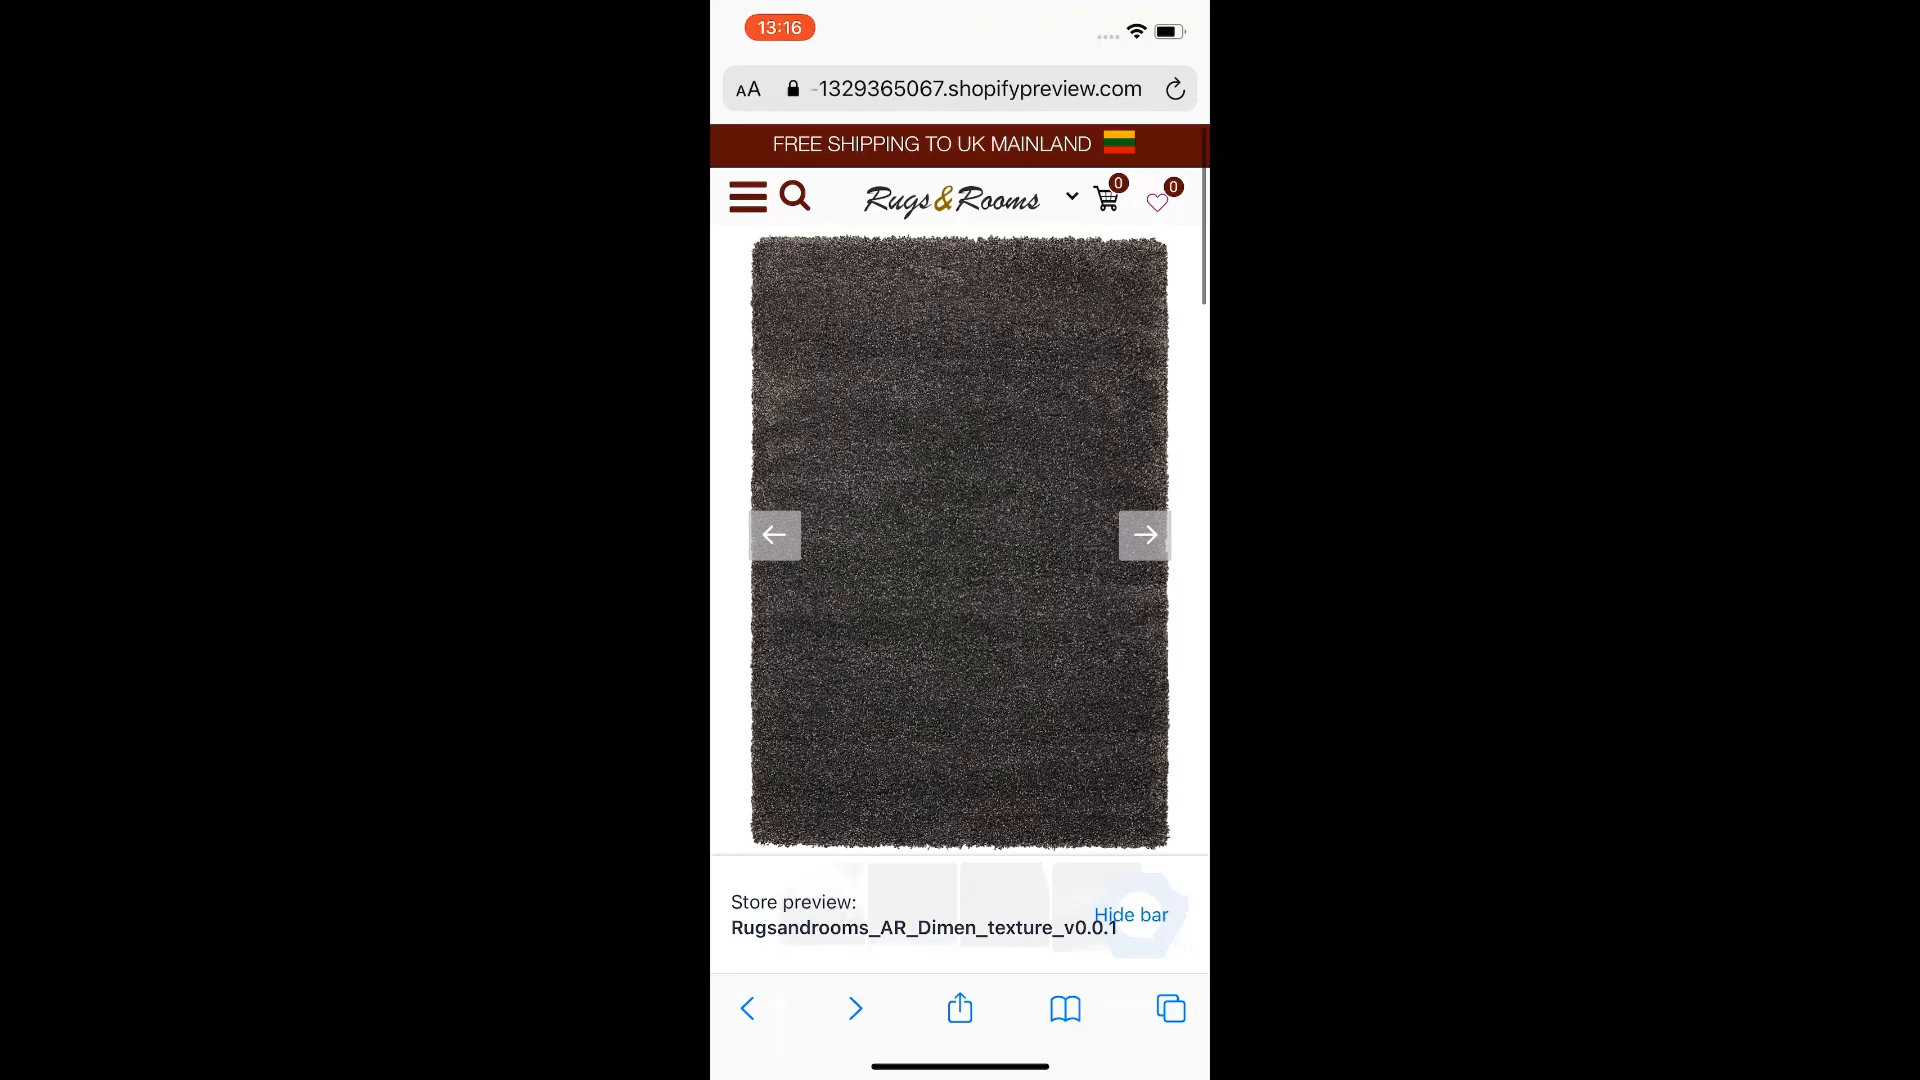 13:16
AA -1329365067.shopifypreview.com
FREE SHIPPING TO UK MAINLAND
Rugs&Rooms 0 0
Store preview:
Hide bar
Rugsandrooms_AR_Dimen_texture_v0.0.1